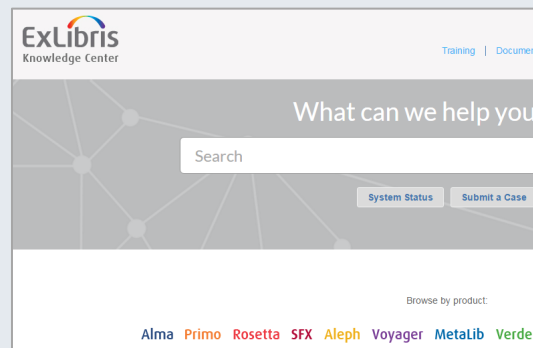 ExLibris
Knowledge Center
Training | Documen
What can we help you
Search
System Status Submit a Case
Browse by product:
Alma Primo Rosetta SFX Aleph Voyager MetaLib Verde